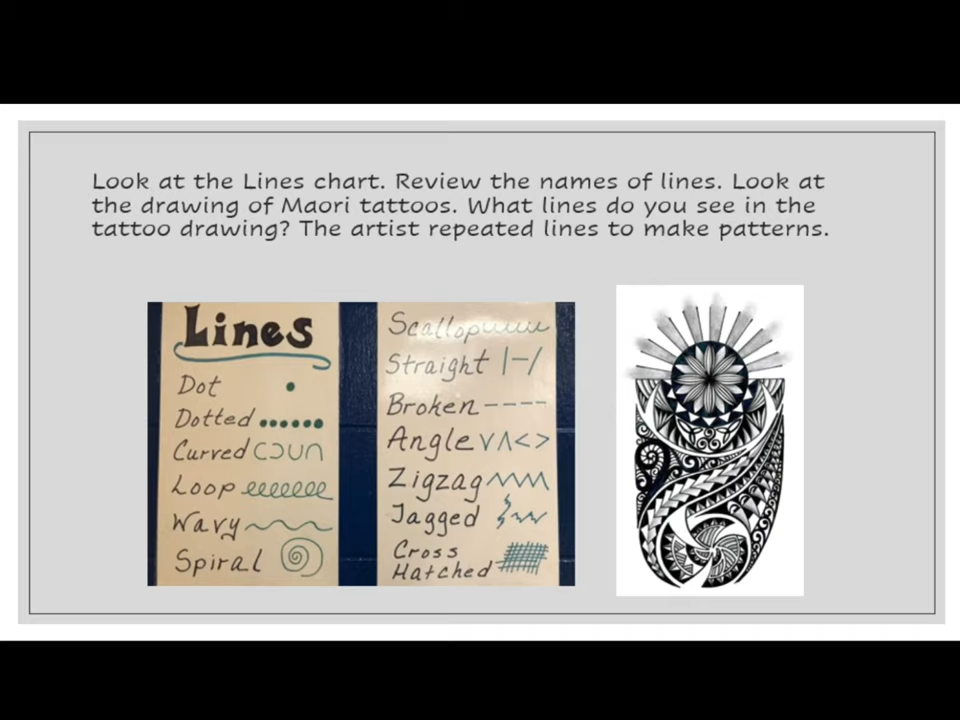 Look at the Lines chart. Review the names of lines. Look at
the drawing of Maori tattoos. What lines do you see in the
tattoo drawing? The artist repeated lines to make patterns.
Lines
Dot
Dotted
Curved
Loop
Wavy
Spiral
Scallop
Straight
Broken
Angle
Zigzag
Jagged
Cross
Hatched